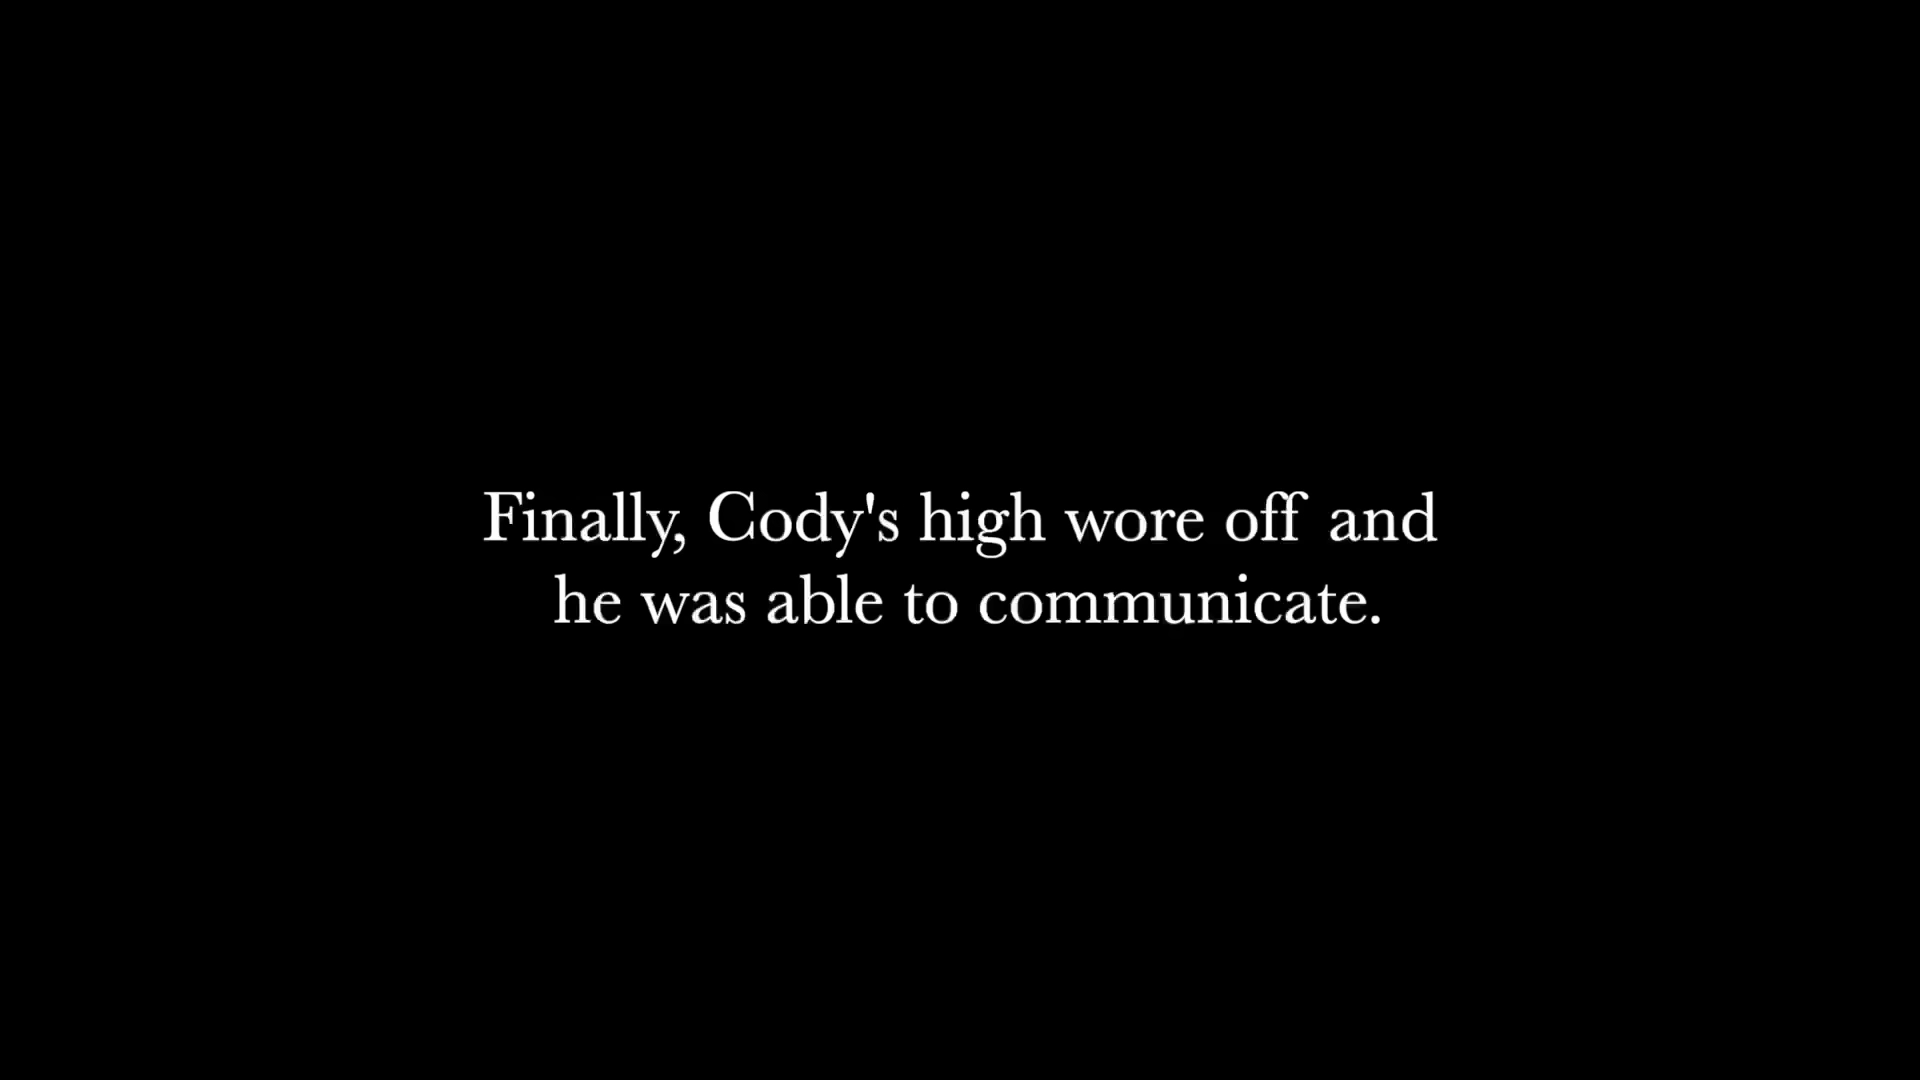 Finally, Cody's high wore off and
he was able to communicate.